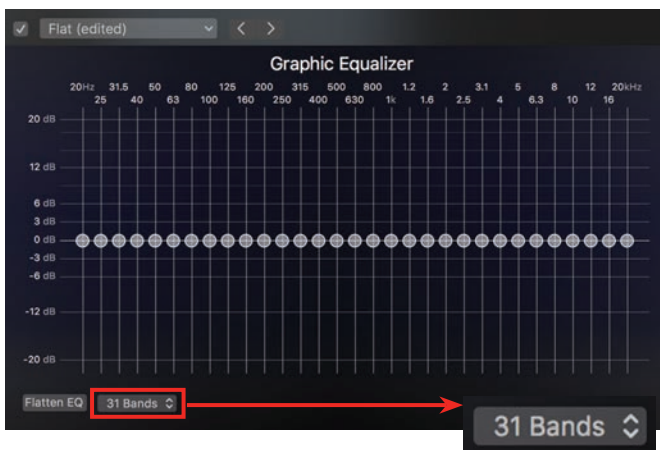 Flat (edited)
Graphic Equalizer
20Hz 31.5 50 80 125 200 315 500 800 1.2 2 3.1 5 8 12 20kHz
25 40 63 100 160 250 400 630 1k 1.6 2.5 4 6.3 10 16
20 dB
12 dB
6 dB
3 dB
0 dB
-3 dB
-6 dB
-12 dB
-20 dB
Flatten EQ 31 Bands
31 Bands